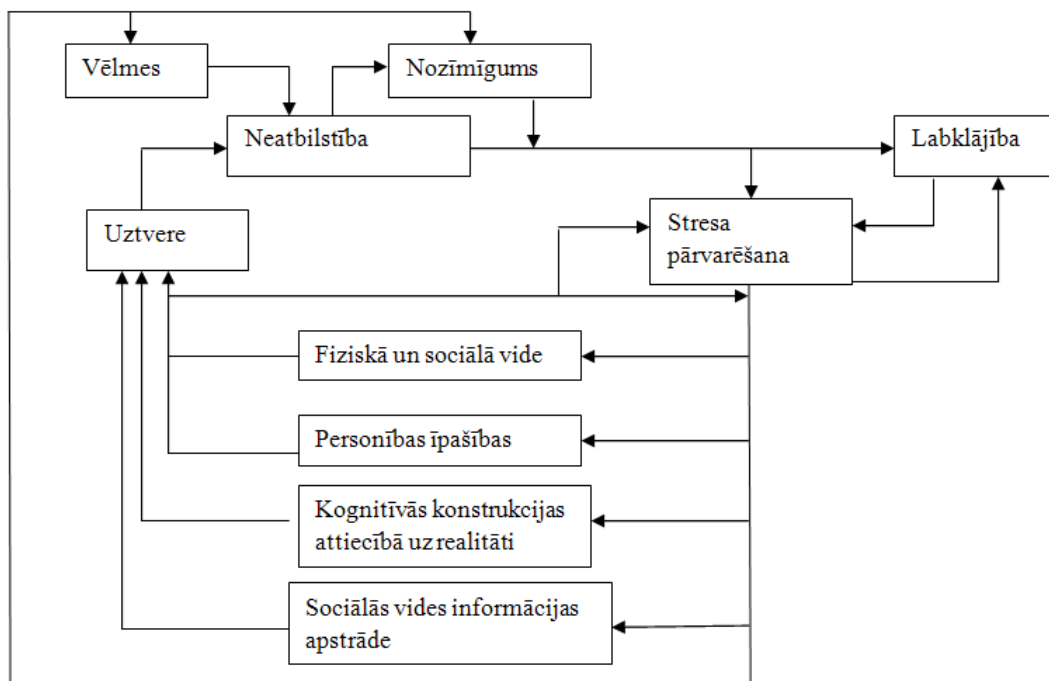 Vēlmes
Nozīmīgums
Neatbilstība
Labklājība
Uztvere
Stresa
pārvarēšana
Fiziskā un sociālā vide
Personības īpašības
Kognitīvās konstrukcijas
attiecībā uz realitāti
Sociālās vides informācijas
apstrāde